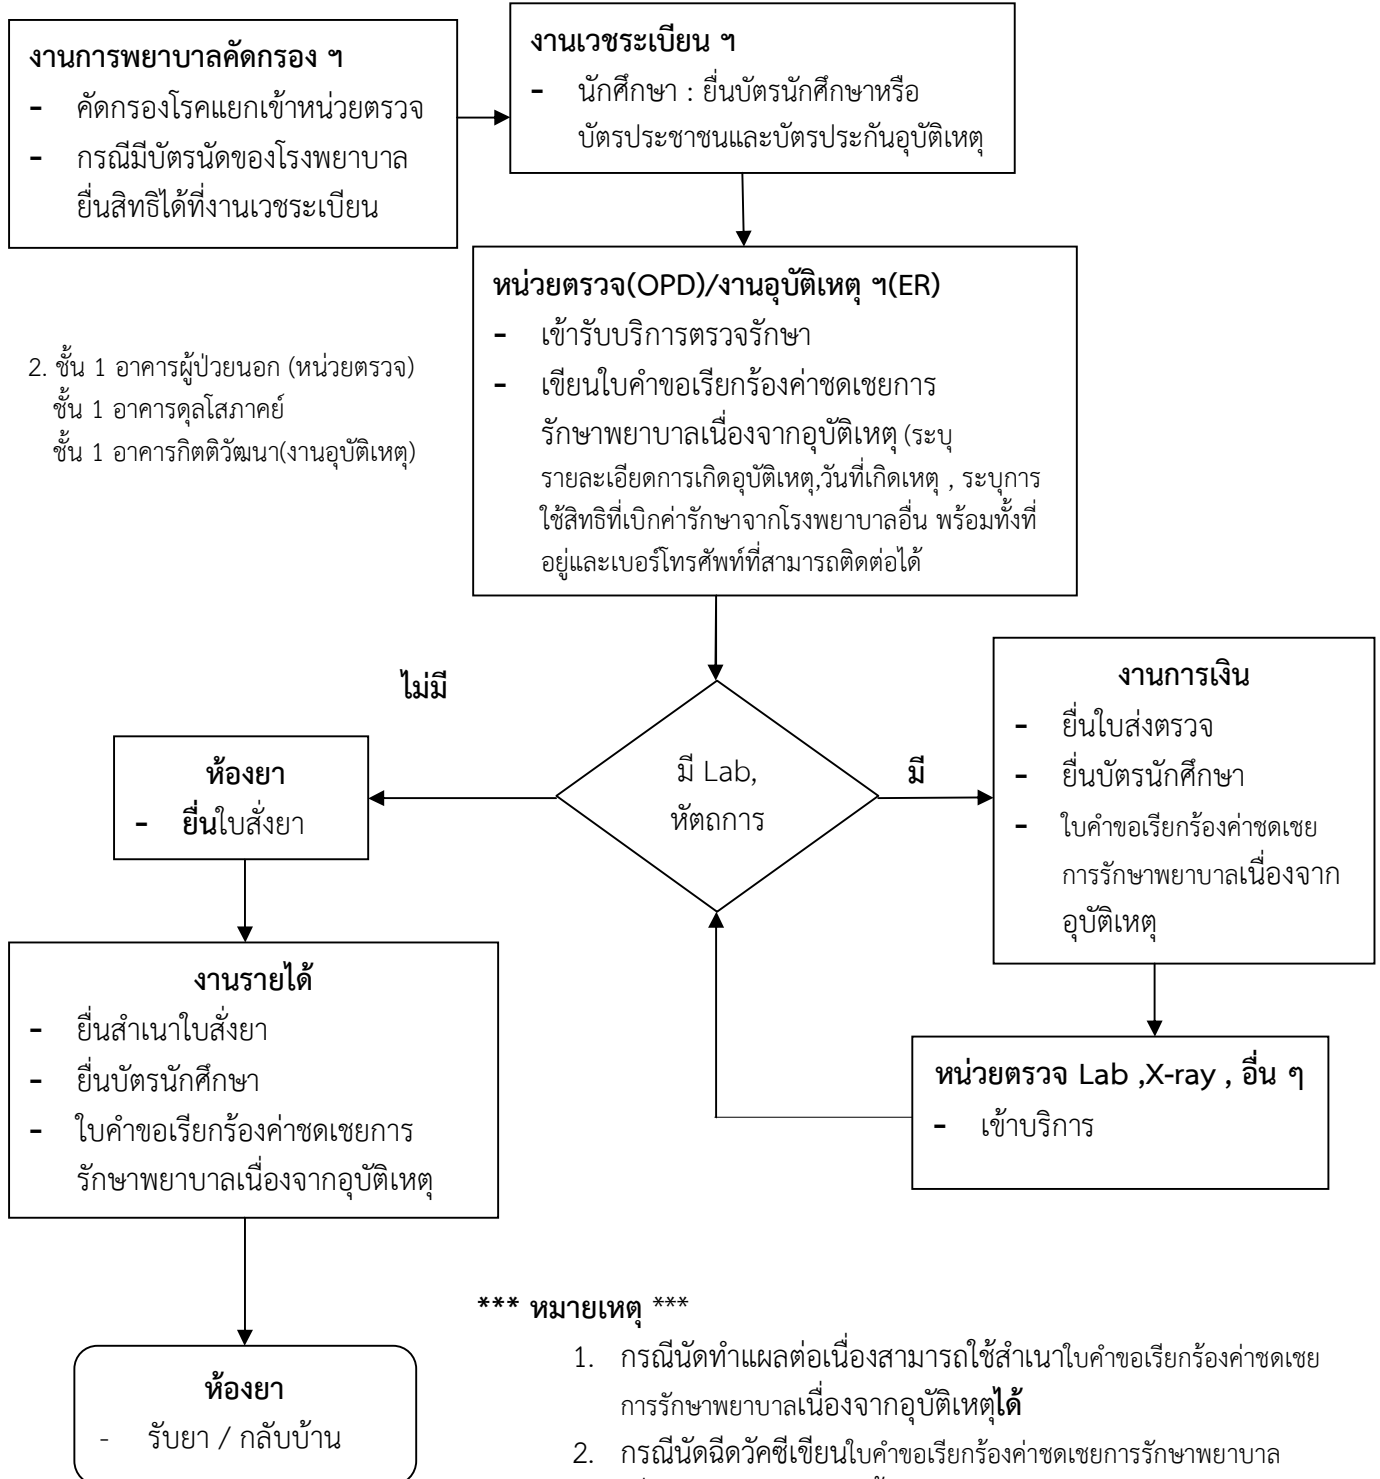 งานการพยาบาลคัดกรอง ฯ
- คัดกรองโรคแยกเข้าหน่วยตรวจ
- กรณีมีบัตรนัดของโรงพยาบาล
ยื่นสิทธิได้ที่งานเวชระเบียน
งานเวชระเบียน ฯ
- นักศึกษา : ยื่นบัตรนักศึกษาหรือ
บัตรประชาชนและบัตรประกันอุบัติเหตุ
หน่วยตรวจ(OPD)/งานอุบัติเหตุ ฯ(ER)
- เข้ารับบริการตรวจรักษา
- เขียนใบคำขอเรียกร้องค่าชดเชยการ
รักษาพยาบาลเนื่องจากอุบัติเหตุ (ระบุ
รายละเอียดการเกิดอุบัติเหตุ,วันที่เกิดเหตุ , ระบุการ
ใช้สิทธิที่เบิกค่ารักษาจากโรงพยาบาลอื่น พร้อมทั้งที่
อยู่และเบอร์โทรศัพท์ที่สามารถติดต่อได้
2. ชั้น 1 อาคารผู้ป่วยนอก (หน่วยตรวจ)
ชั้น 1 อาคารดุลโสภาคย์
ชั้น 1 อาคารกิตติวัฒนา(งานอุบัติเหตุ)
ไม่มี
มี Lab,
หัตถการ
มี
งานการเงิน
- ยื่นใบส่งตรวจ
- ยื่นบัตรนักศึกษา
- ใบคำขอเรียกร้องค่าชดเชย
การรักษาพยาบาลเนื่องจาก
อุบัติเหตุ
ห้องยา
- ยื่นใบสั่งยา
งานรายได้
- ยื่นสำเนาใบสั่งยา
- ยื่นบัตรนักศึกษา
- ใบคำขอเรียกร้องค่าชดเชยการ
รักษาพยาบาลเนื่องจากอุบัติเหตุ
หน่วยตรวจ Lab ,X-ray , อื่น ๆ
- เข้าบริการ
ห้องยา
- รับยา / กลับบ้าน
*** หมายเหตุ ***
1. กรณีนัดทำแผลต่อเนื่องสามารถใช้สำเนาใบคำขอเรียกร้องค่าชดเชย
การรักษาพยาบาลเนื่องจากอุบัติเหตุได้
2. กรณีนัดฉีดวัคซีเขียนใบคำขอเรียกร้องค่าชดเชยการรักษาพยาบาล